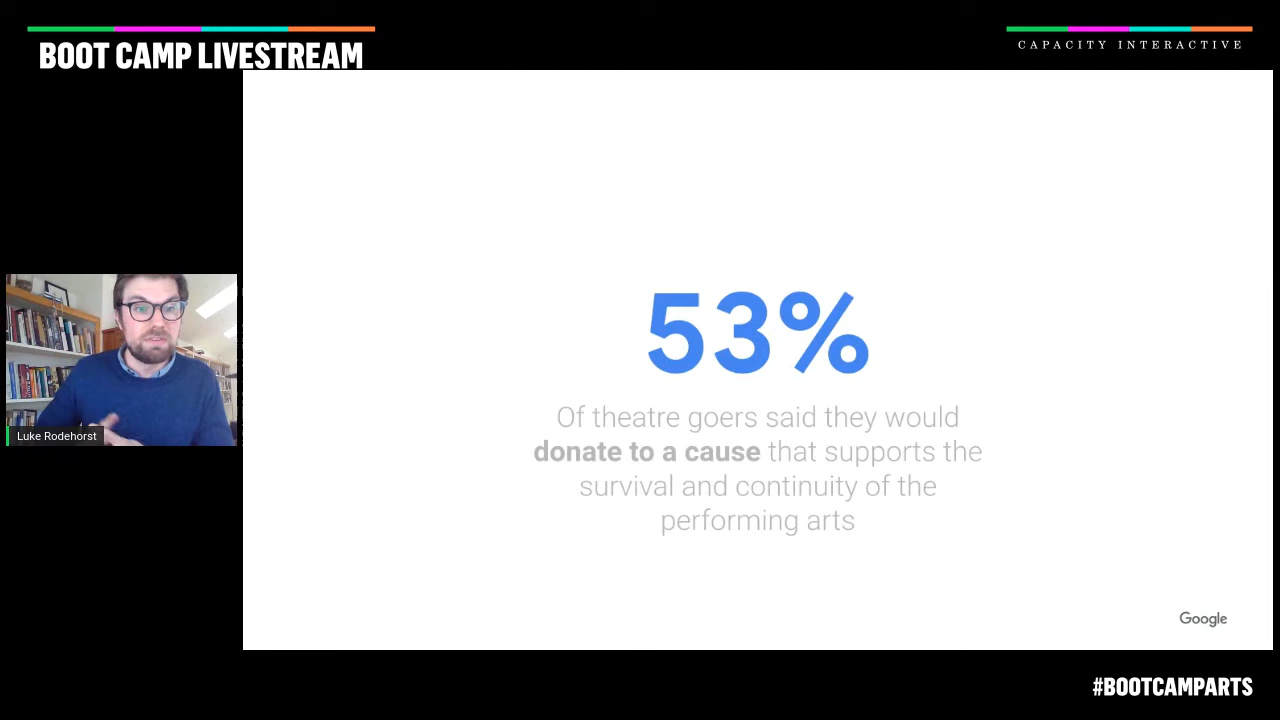 BOOT CAMP LIVESTREAM
CAPACITY INTERACTIVE
53%
Of theatre goers said they would
donate to a cause that supports the
survival and continuity of the
performing arts
Luke Rodehorst
Google
#BOOTCAMPARTS